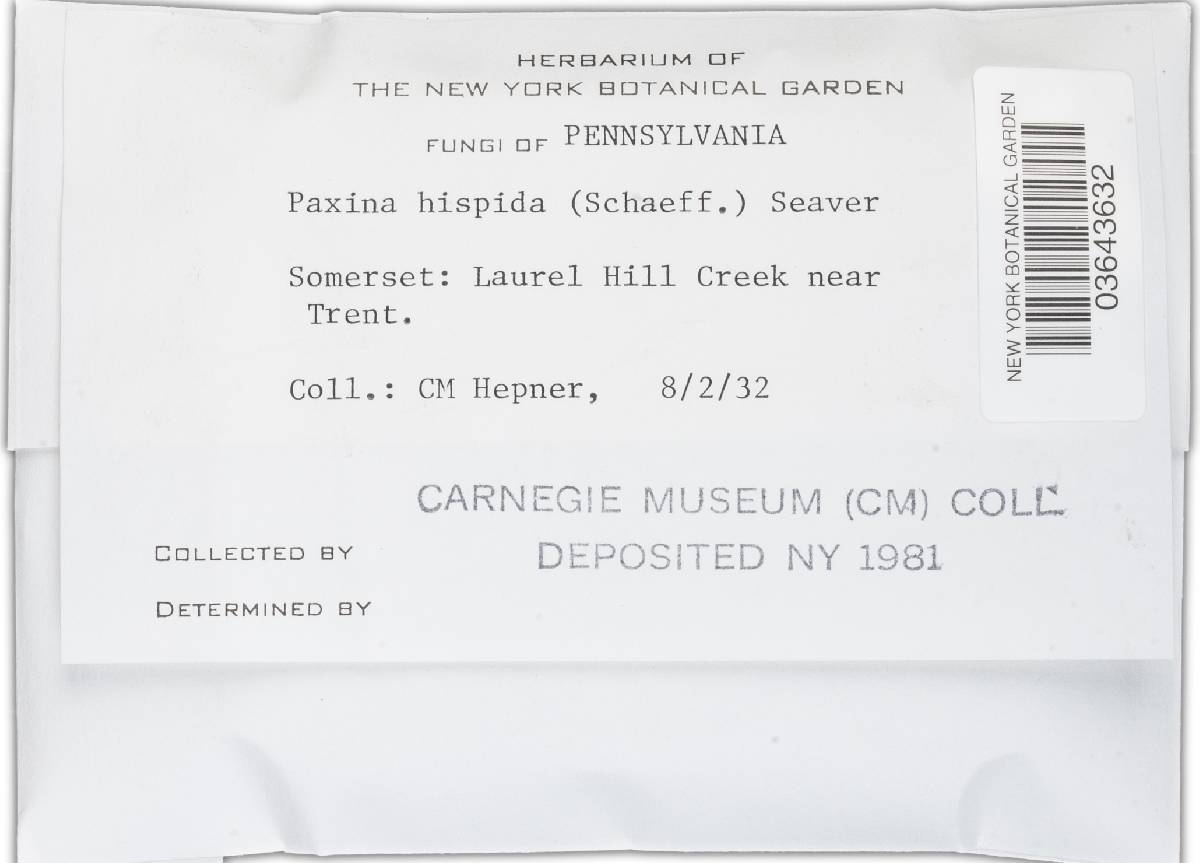 HERBARIUM OF
THE NEW YORK BOTANICAL GARDEN
FUNGI OF PENNSYLVANIA
Paxina hispida (Schaeff.) Seaver
Somerset: Laurel Hill Creek near
Trent.
Coll.: CM Hepner, 8/2/32
CARNEGIE MUSEUM (CM) COLL.
DEPOSITED NY 1981
COLLECTED BY
DETERMINED BY
NEW YORK BOTANICAL GARDEN
03643632